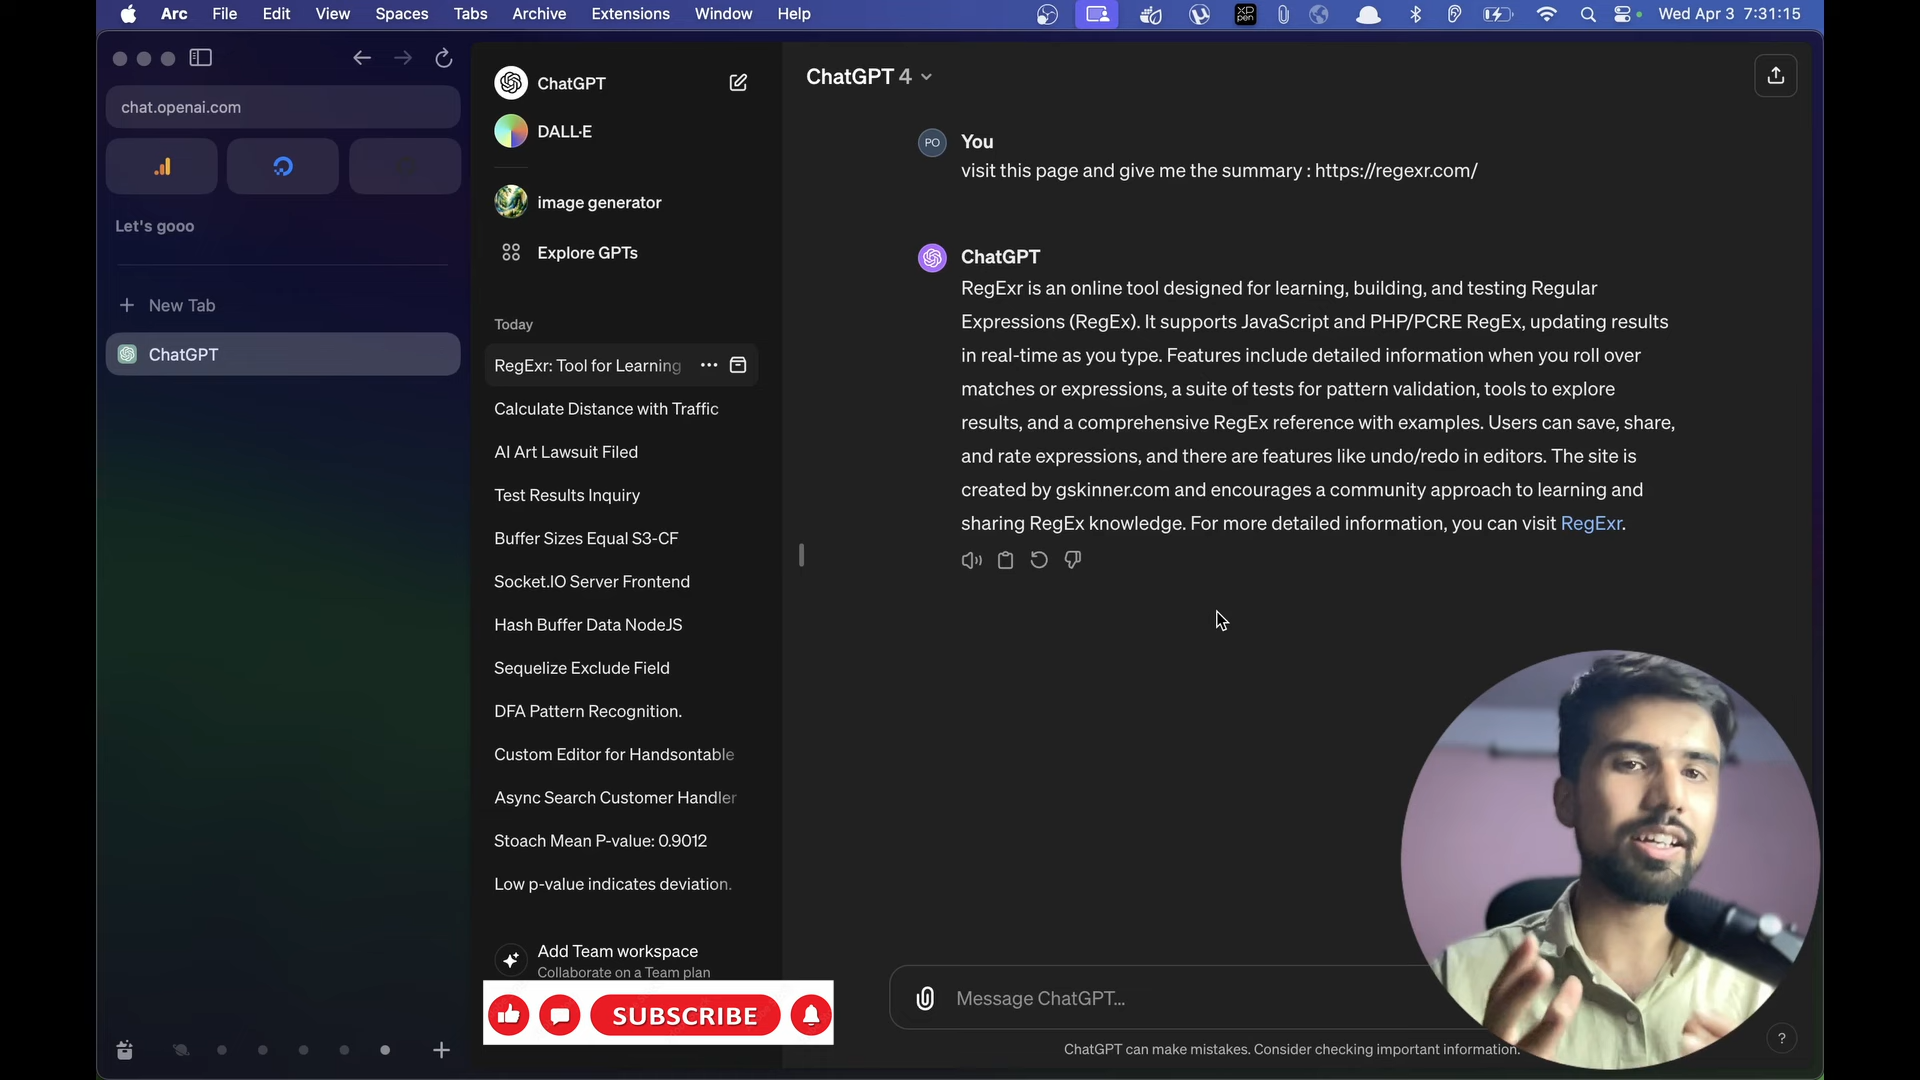 Arc File Edit View Spaces Tabs Archive Extensions Window Help
XP PEN
Wed Apr 3 7:31:15
chat.openai.com
Let's gooo
New Tab
ChatGPT
ChatGPT
DALL·E
image generator
Explore GPTs
Today
RegExr: Tool for Learning
Calculate Distance with Traffic
AI Art Lawsuit Filed
Test Results Inquiry
Buffer Sizes Equal S3-CF
Socket.IO Server Frontend
Hash Buffer Data NodeJS
Sequelize Exclude Field
DFA Pattern Recognition.
Custom Editor for Handsontable
Async Search Customer Handler
Stoach Mean P-value: 0.9012
Low p-value indicates deviation.
Add Team workspace
Collaborate on a Team plan
SUBSCRIBE
ChatGPT 4
PO
You
visit this page and give me the summary : https://regexr.com/
ChatGPT
RegExr is an online tool designed for learning, building, and testing Regular
Expressions (RegEx). It supports JavaScript and PHP/PCRE RegEx, updating results
in real-time as you type. Features include detailed information when you roll over
matches or expressions, a suite of tests for pattern validation, tools to explore
results, and a comprehensive RegEx reference with examples. Users can save, share,
and rate expressions, and there are features like undo/redo in editors. The site is
created by gskinner.com and encourages a community approach to learning and
sharing RegEx knowledge. For more detailed information, you can visit RegExr.
Message ChatGPT...
ChatGPT can make mistakes. Consider checking important information.
?